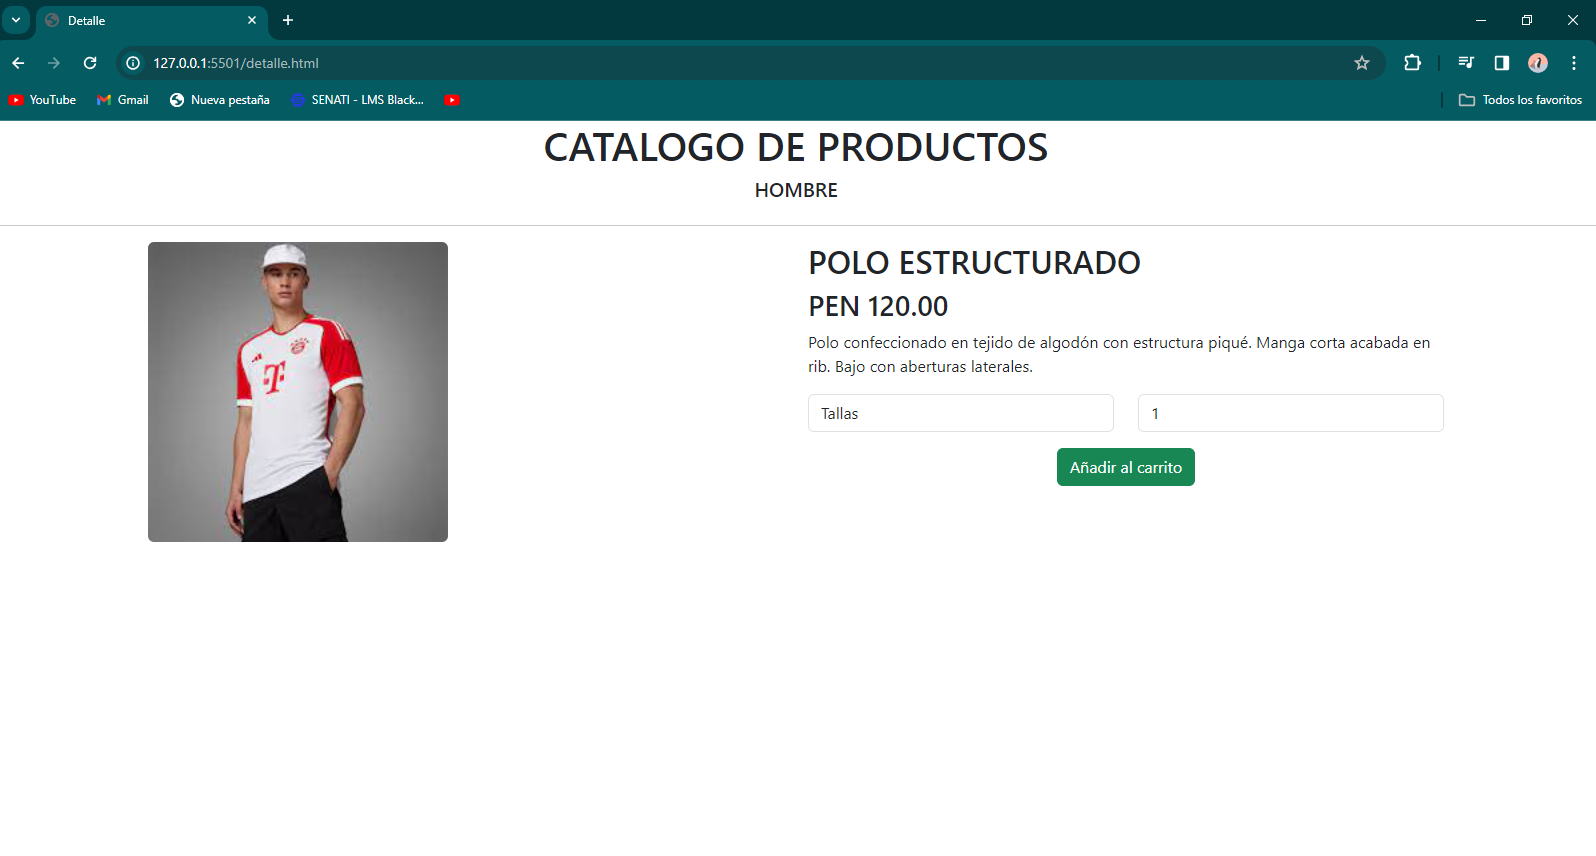 Detalle
127.0.0.1:5501/detalle.html
YouTube
Gmail
Nueva pestaña
SENATI - LMS Black...
Todos los favoritos
CATALOGO DE PRODUCTOS
HOMBRE
T
POLO ESTRUCTURADO
PEN 120.00
Polo confeccionado en tejido de algodón con estructura piqué. Manga corta acabada en
rib. Bajo con aberturas laterales.
Tallas
1
Añadir al carrito